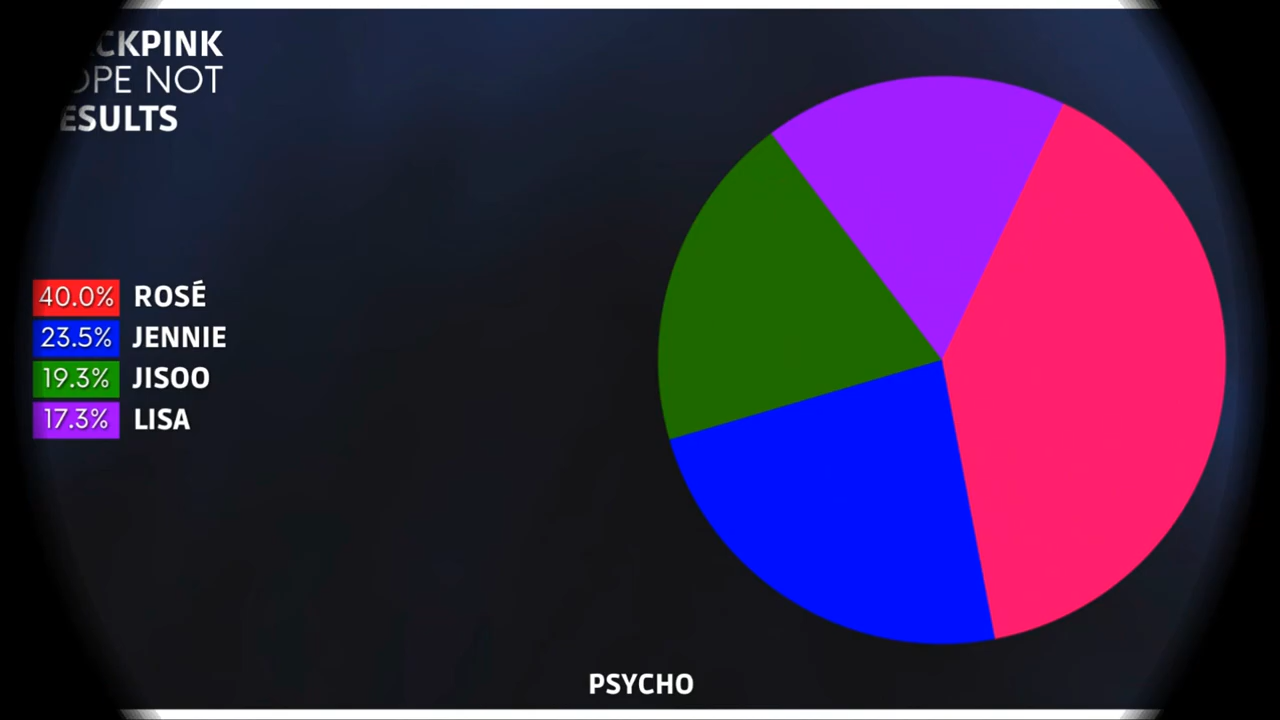 CKPINK
OPE NOT
ESULTS
40.0% ROSÉ
23.5% JENNIE
19.3% JISOO
17.3% LISA
PSYCHO